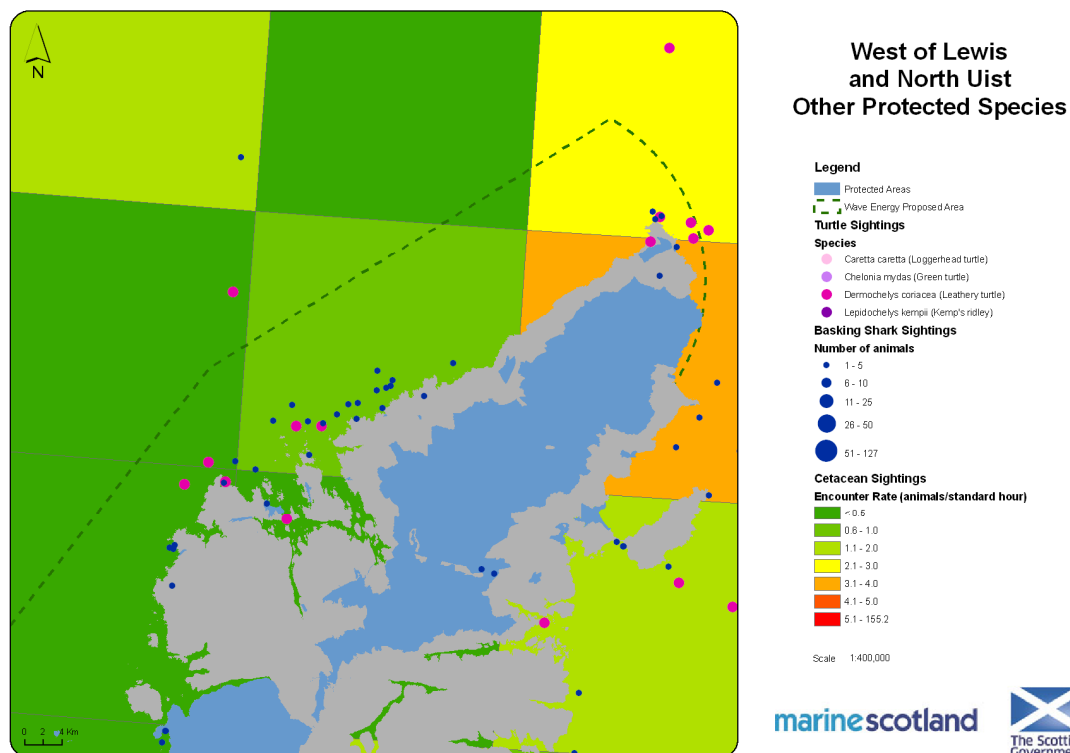 West of Lewis
and North Uist
Other Protected Species
Legend
Protected Areas
Wave Energy Proposed Area
Turtle Sightings
Species
Caretta caretta (Loggerhead turtle)
Chelonia mydas (Green turtle)
Dermochelys coriacea (Leathery turtle)
Lepidochelys kempii (Kemp's ridley)
Basking Shark Sightings
Number of animals
1 - 5
6 - 10
11 - 25
26 - 50
51 - 127
Cetacean Sightings
Encounter Rate (animals/standard hour)
< 0.5
0.6 - 1.0
1.1 - 2.0
2.1 - 3.0
3.1 - 4.0
4.1 - 5.0
5.1 - 155.2
Scale 1:400,000
N
0 2 4 Km
marinescotland
The Scotti
Governme